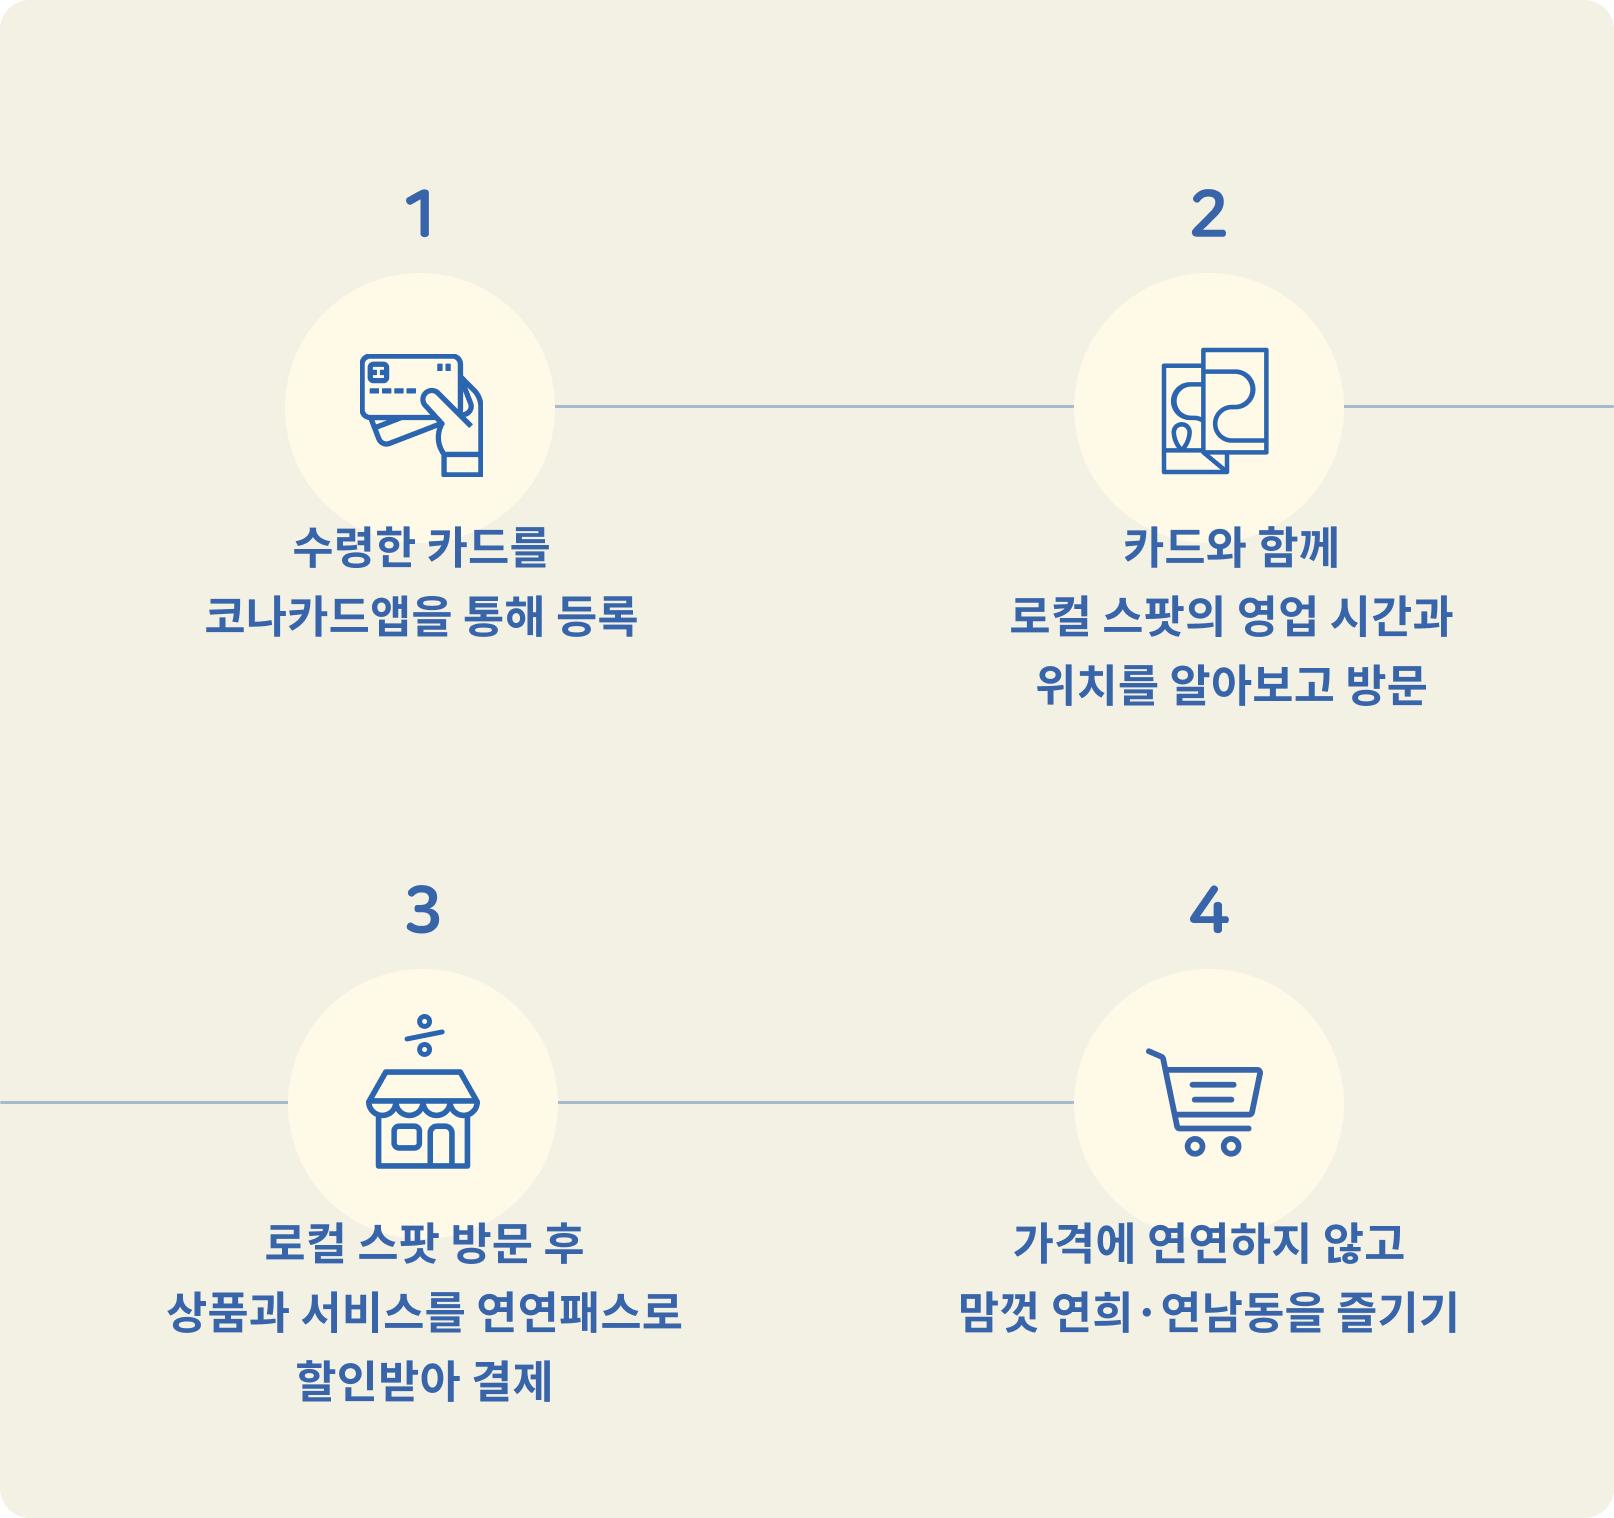 1
수령한 카드를
코나카드앱을 통해 등록
2
카드와 함께
로컬 스팟의 영업 시간과
위치를 알아보고 방문
3
로컬 스팟 방문 후
상품과 서비스를 연연패스로
할인받아 결제
4
가격에 연연하지 않고
맘껏 연희·연남동을 즐기기